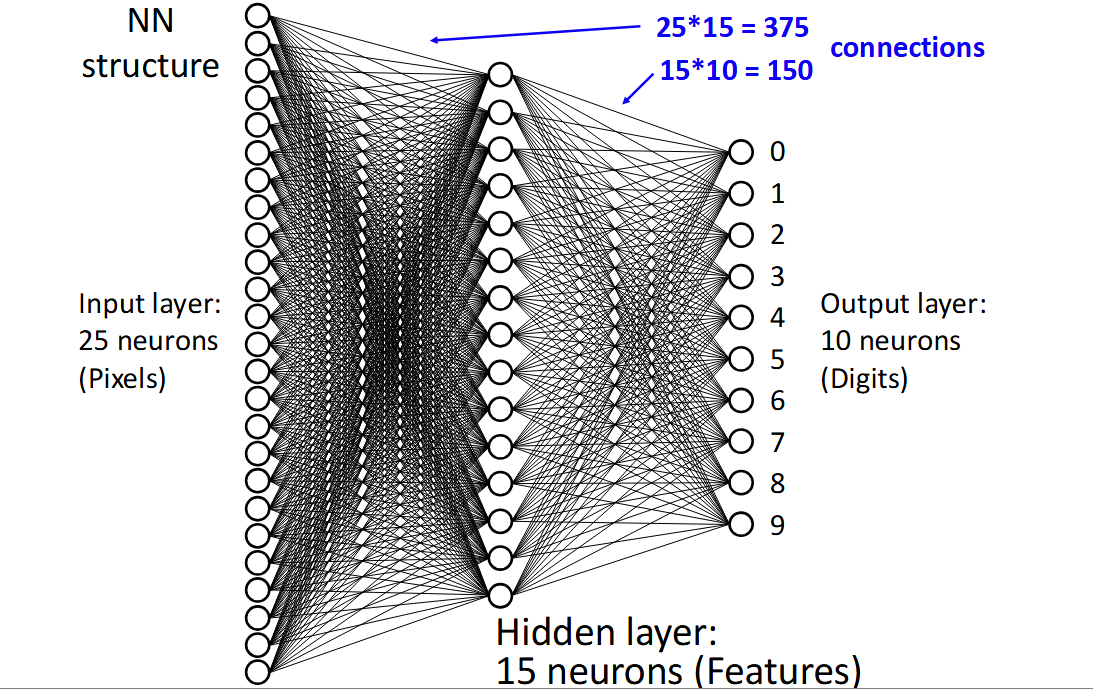 NN
structure
25*15 = 375
15*10 = 150
connections
Input layer:
25 neurons
(Pixels)
0
1
2
3
4
5
6
7
8
9
Output layer:
10 neurons
(Digits)
Hidden layer:
15 neurons (Features)